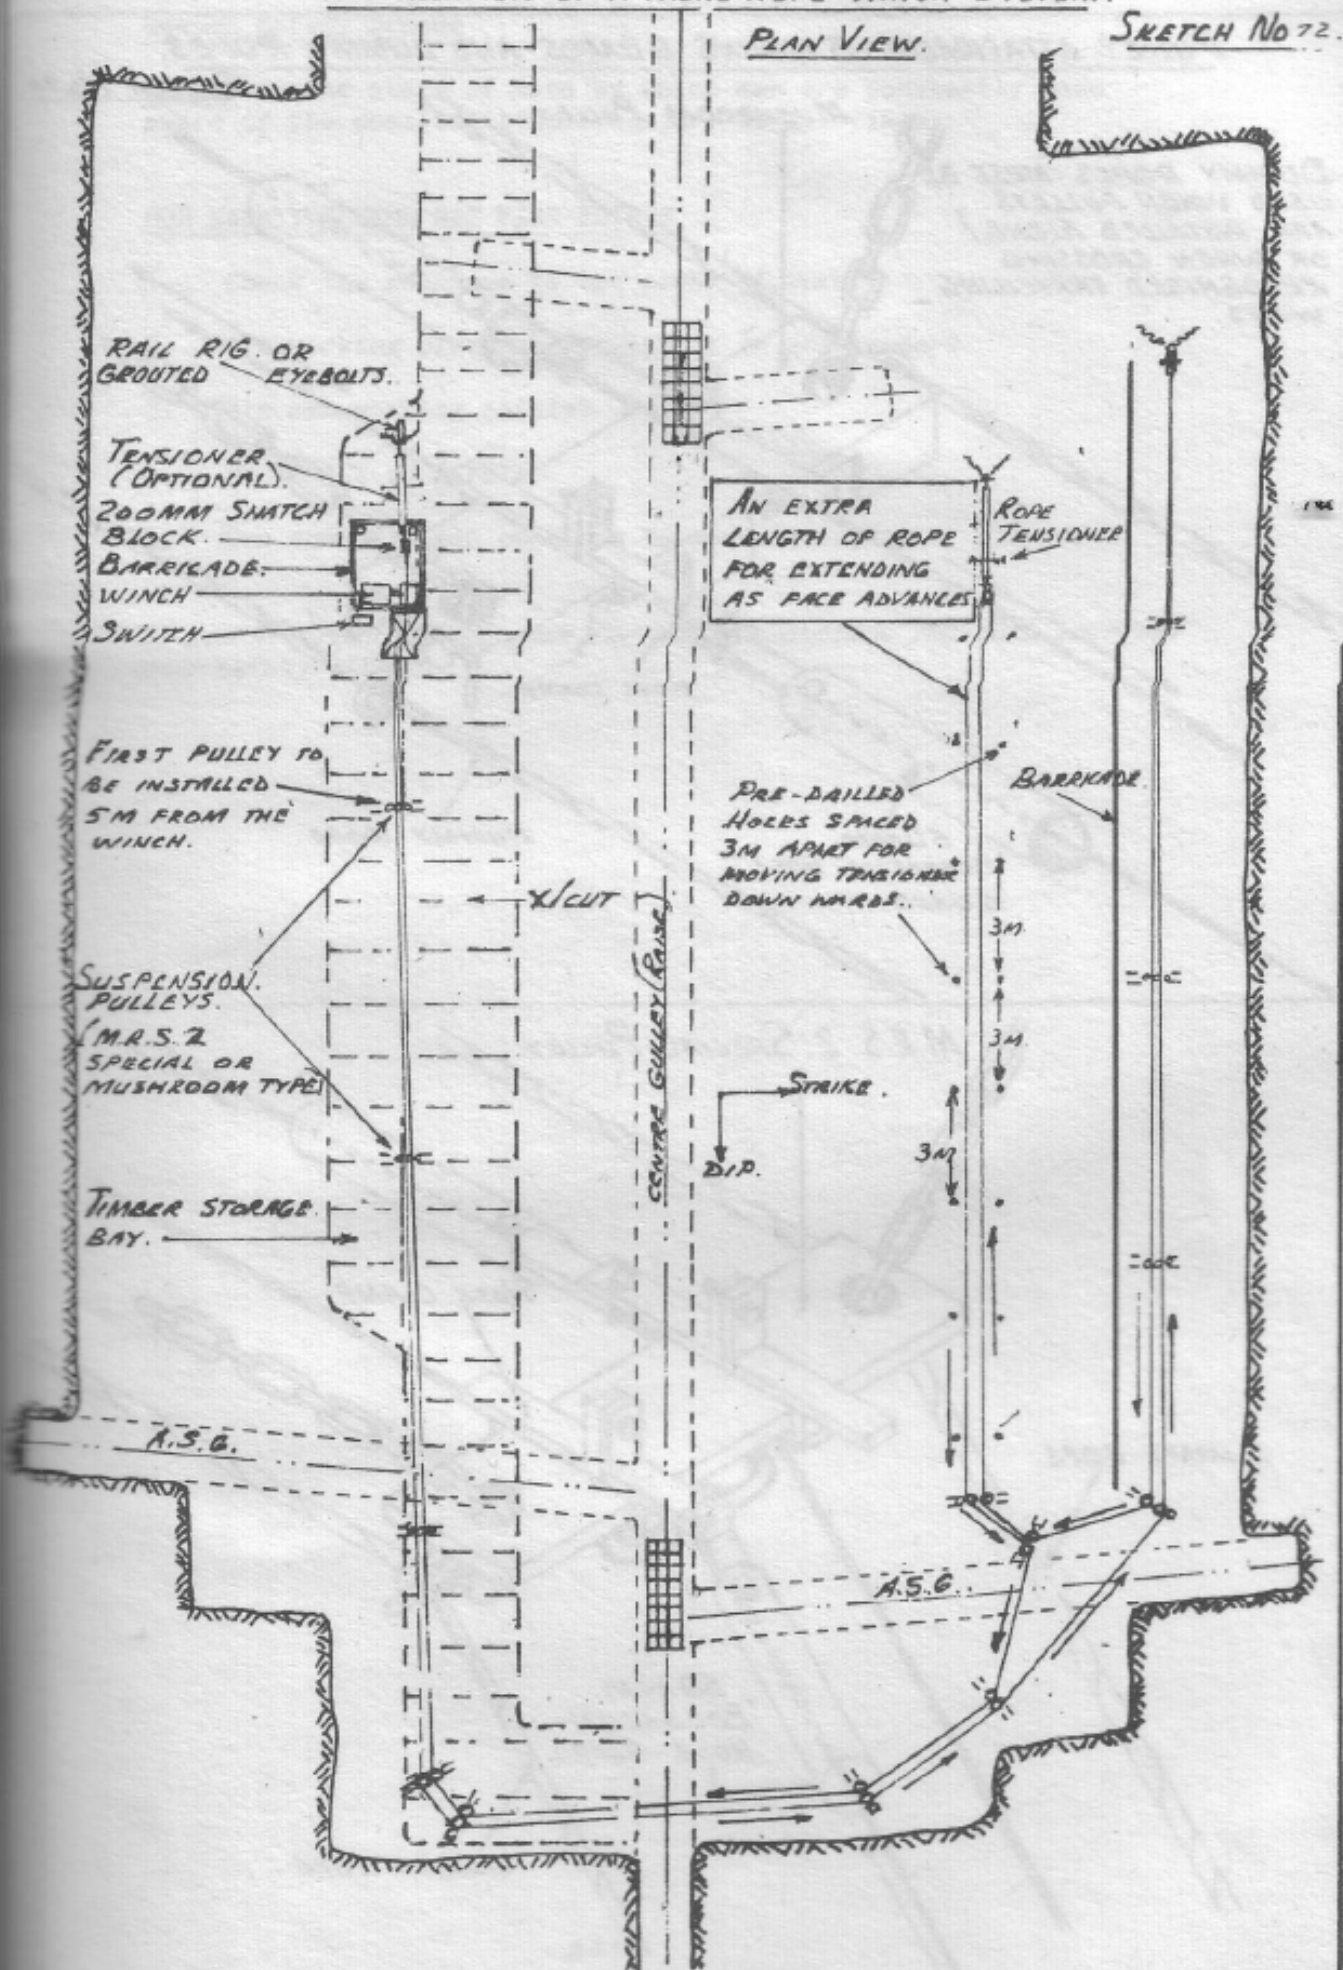 PLAN VIEW.
SKETCH NO 72.
RAIL RIG. OR
GROUTED EYEBOLTS.
TENSIONER
(OPTIONAL).
200MM SNATCH
BLOCK.
BARRICADE.
WINCH
SWITCH
AN EXTRA
LENGTH OF ROPE
FOR EXTENDING
AS FACE ADVANCES
ROPE
TENSIONER
FIRST PULLEY TO
BE INSTALLED
5M FROM THE
WINCH.
PRE-DRILLED
HOLES SPACED
3M APART FOR
MOVING TENSIONER
DOWN WARDS..
BARRICADE.
X/CUT
CENTRE GULLEY (RAISE)
3M
3M
3M
SUSPENSION.
PULLEYS.
(M.R.S. 2
SPECIAL OR
MUSHROOM TYPE)
STRIKE.
DIP.
TIMBER STORAGE.
BAY.
A.S.G.
A.S.G.